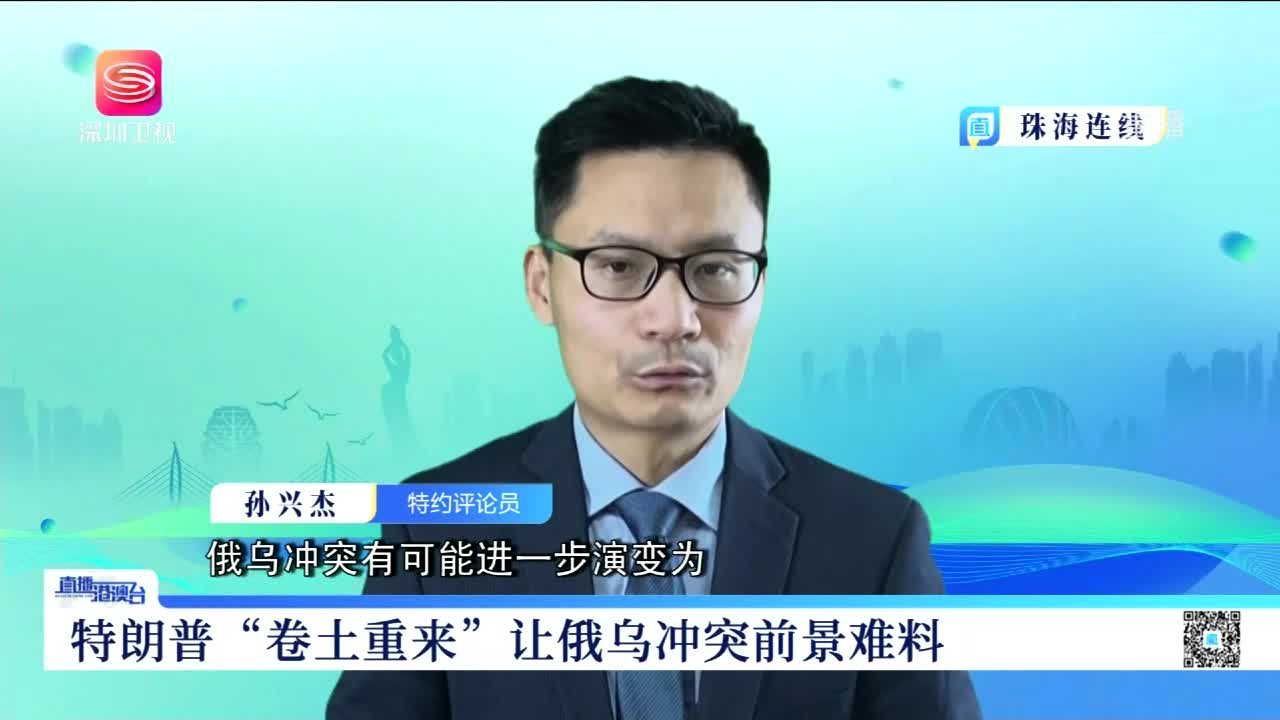 深圳卫视
直
珠海连线
孙兴杰
特约评论员
俄乌冲突有可能进一步演变为
直播港澳台
特朗普“卷土重来”让俄乌冲突前景难料